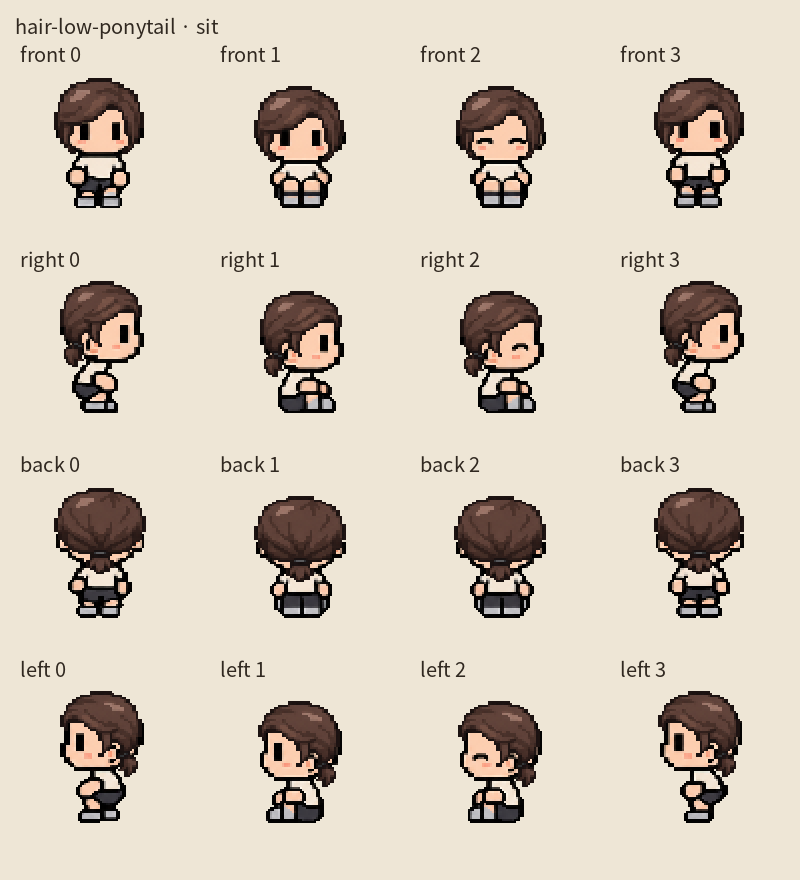 hair-low-ponytail · sit
front 0 front 1 front 2 front 3
right 0 right 1 right 2 right 3
back 0 back 1 back 2 back 3
left 0 left 1 left 2 left 3